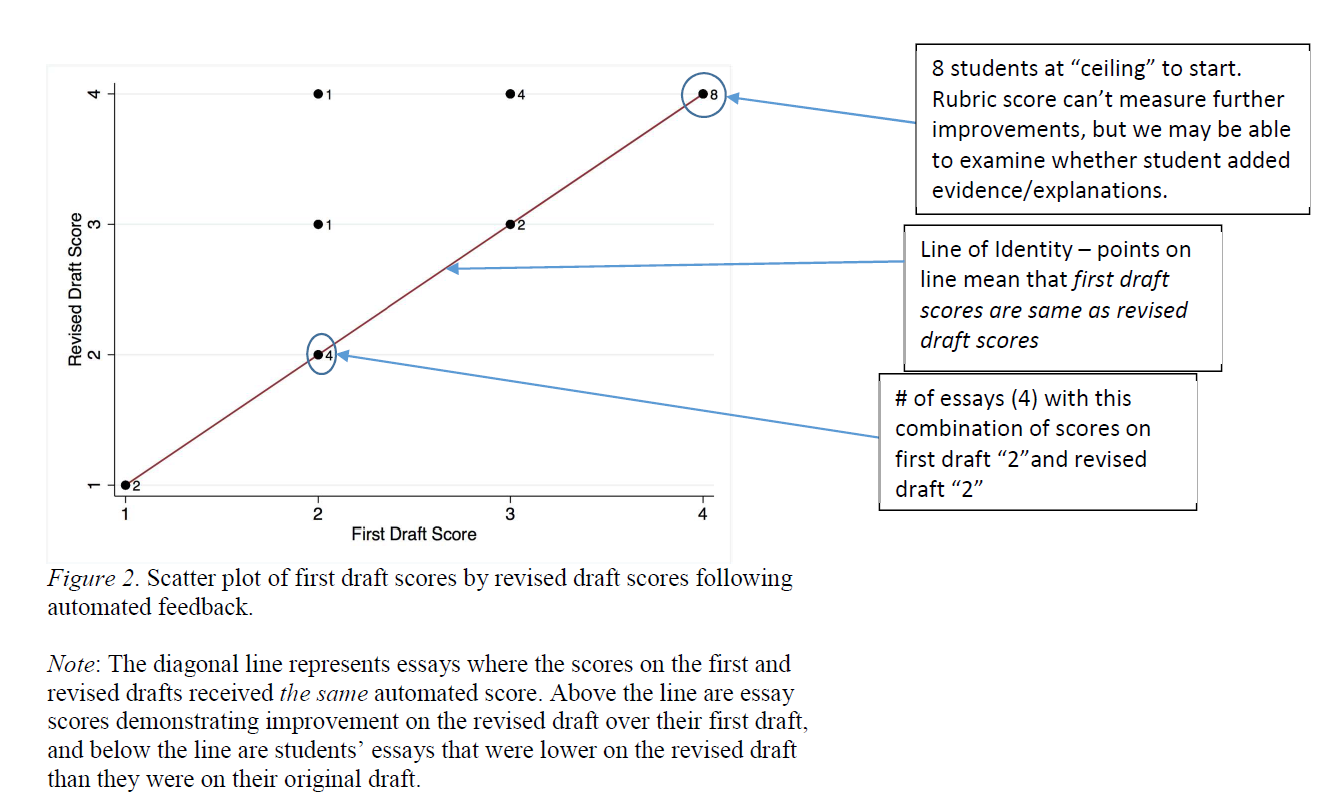 4
3
2
1
Revised Draft Score
1
4
8
1
2
4
2
1
2
3
4
First Draft Score
8 students at “ceiling” to start.
Rubric score can’t measure further
improvements, but we may be able
to examine whether student added
evidence/explanations.
Line of Identity – points on
line mean that first draft
scores are same as revised
draft scores
# of essays (4) with this
combination of scores on
first draft “2”and revised
draft “2”
Figure 2. Scatter plot of first draft scores by revised draft scores following
automated feedback.
Note: The diagonal line represents essays where the scores on the first and
revised drafts received the same automated score. Above the line are essay
scores demonstrating improvement on the revised draft over their first draft,
and below the line are students’ essays that were lower on the revised draft
than they were on their original draft.